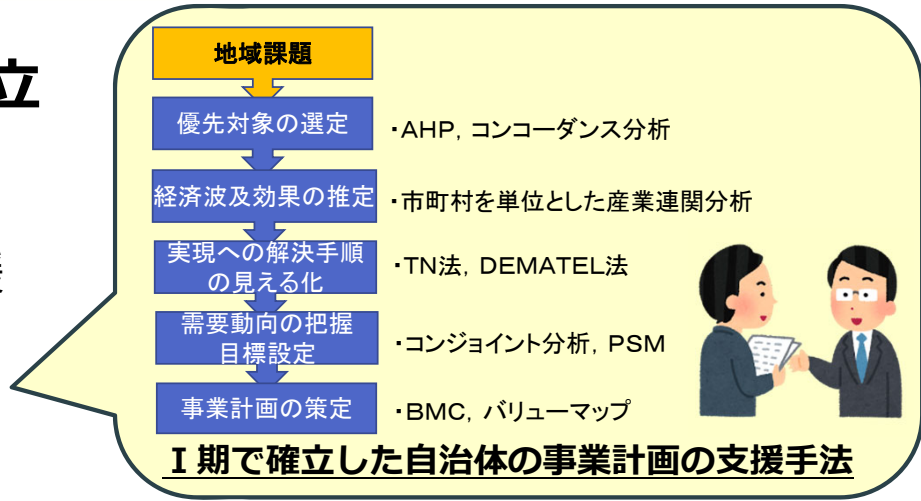 立
地域課題
優先対象の選定
・AHP, コンコーダンス分析
経済波及効果の推定
・市町村を単位とした産業連関分析
実現への解決手順
の見える化
・TN法, DEMATEL法
需要動向の把握
目標設定
・コンジョイント分析, PSM
事業計画の策定
・BMC, バリューマップ
Ⅰ期で確立した自治体の事業計画の支援手法